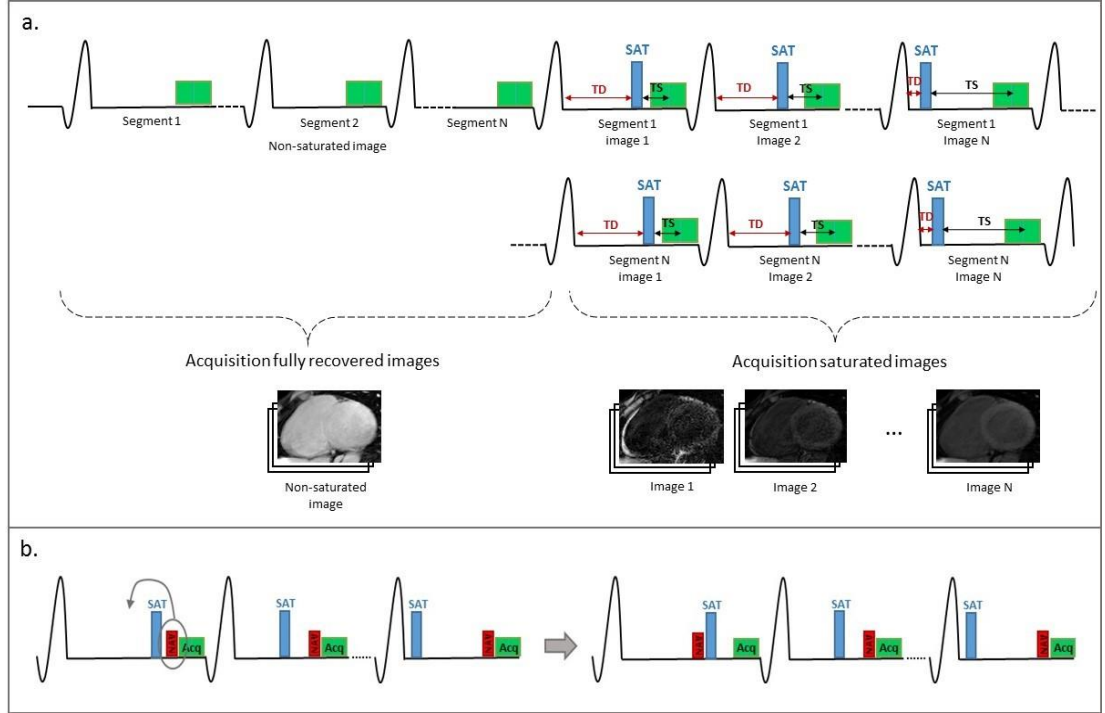 a.
SAT
SAT
SAT
TD
TS
TD
TS
TD
TS
Segment 1
Segment 2
Segment N
Segment 1
image 1
Segment 1
Image 2
Segment 1
Image N
Non-saturated image
SAT
SAT
SAT
TD
TS
TD
TS
TD
TS
Segment N
image 1
Segment N
Image 2
Segment N
Image N
Acquisition fully recovered images
Acquisition saturated images
...
Non-saturated
image
Image 1
Image 2
Image N
b.
SAT
NAV
Acq
SAT
NAV
Acq
SAT
NAV
Acq
NAV
SAT
Acq
SAT
NAV
Acq
SAT
NAV
Acq